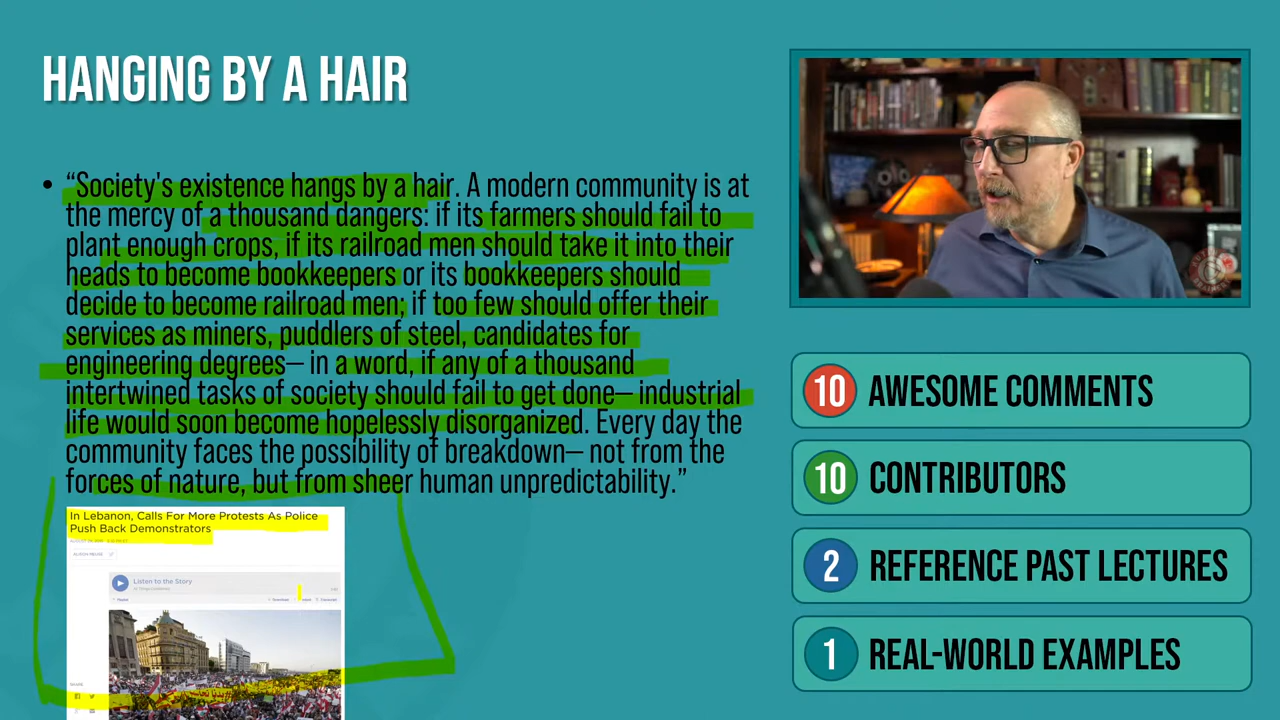 HANGING BY A HAIR
• “Society's existence hangs by a hair. A modern community is at
the mercy of a thousand dangers: if its farmers should fail to
plant enough crops, if its railroad men should take it into their
heads to become bookkeepers or its bookkeepers should
decide to become railroad men; if too few should offer their
services as miners, puddlers of steel, candidates for
engineering degrees— in a word, if any of a thousand
intertwined tasks of society should fail to get done— industrial
life would soon become hopelessly disorganized. Every day the
community faces the possibility of breakdown— not from the
forces of nature, but from sheer human unpredictability.”
In Lebanon, Calls For More Protests As Police
Push Back Demonstrators
Listen to the Story
SHARE
10 AWESOME COMMENTS
10 CONTRIBUTORS
2 REFERENCE PAST LECTURES
1 REAL-WORLD EXAMPLES